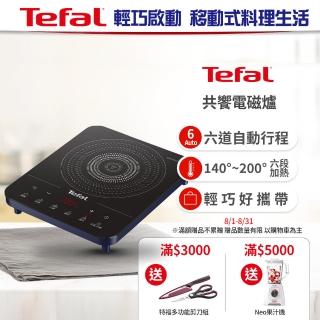 Tefal 輕巧啟動 移動式料理生活
Tefal
共饗電磁爐
6 Auto 六道自動行程
140°~200° 六段加熱
輕巧好攜帶
8/1-8/31
※滿額贈品不累贈 贈品數量有限 以購物車為主
Tefal
滿$3000 滿$5000
送 送
特福多功能剪刀組 Neo果汁機